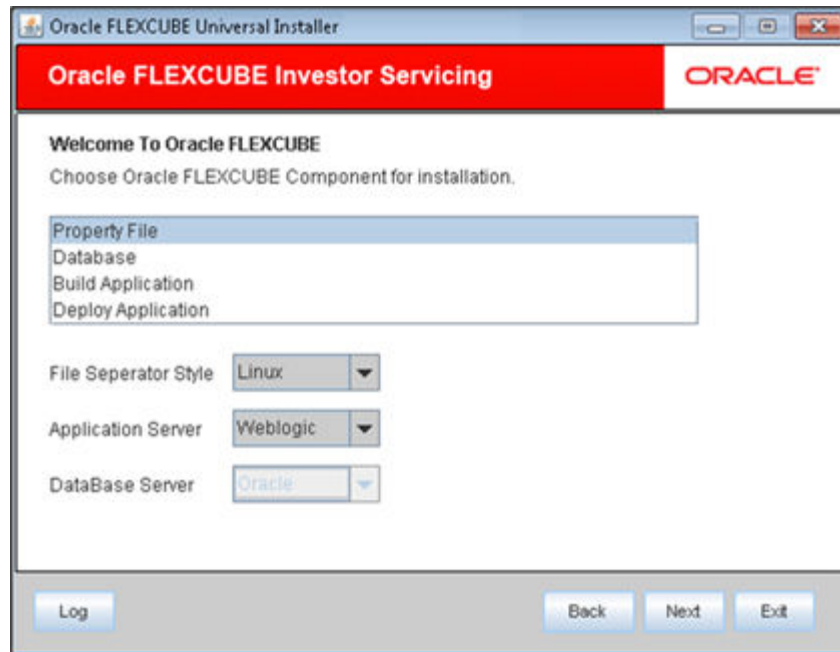 Oracle FLEXCUBE Universal Installer
Oracle FLEXCUBE Investor Servicing
ORACLE®
Welcome To Oracle FLEXCUBE
Choose Oracle FLEXCUBE Component for installation.
Property File
Database
Build Application
Deploy Application
File Seperator Style Linux
Application Server Weblogic
DataBase Server Oracle
Log Back Next Exit